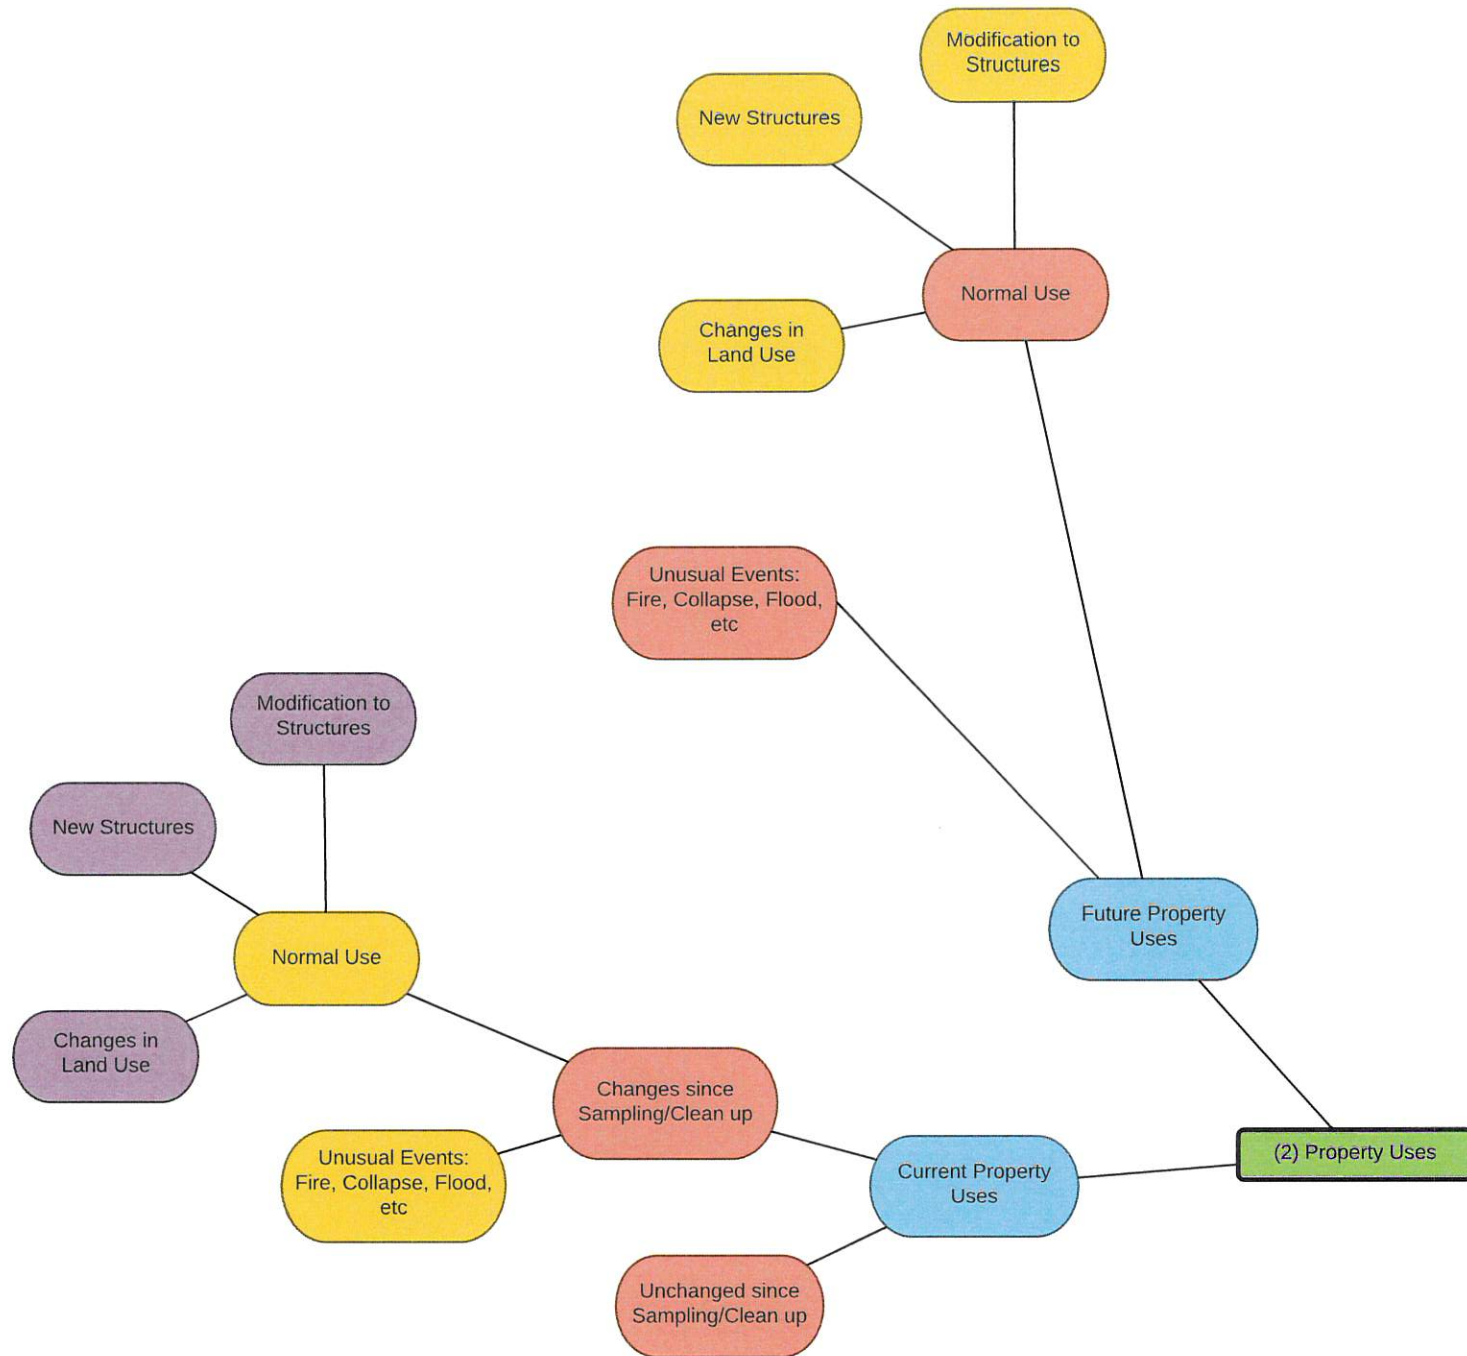 Modification to
Structures
New Structures
Normal Use
Changes in
Land Use
Unusual Events:
Fire, Collapse, Flood,
etc
Modification to
Structures
New Structures
Normal Use
Changes in
Land Use
Future Property
Uses
Changes since
Sampling/Clean up
Unusual Events:
Fire, Collapse, Flood,
etc
Current Property
Uses
(2) Property Uses
Unchanged since
Sampling/Clean up